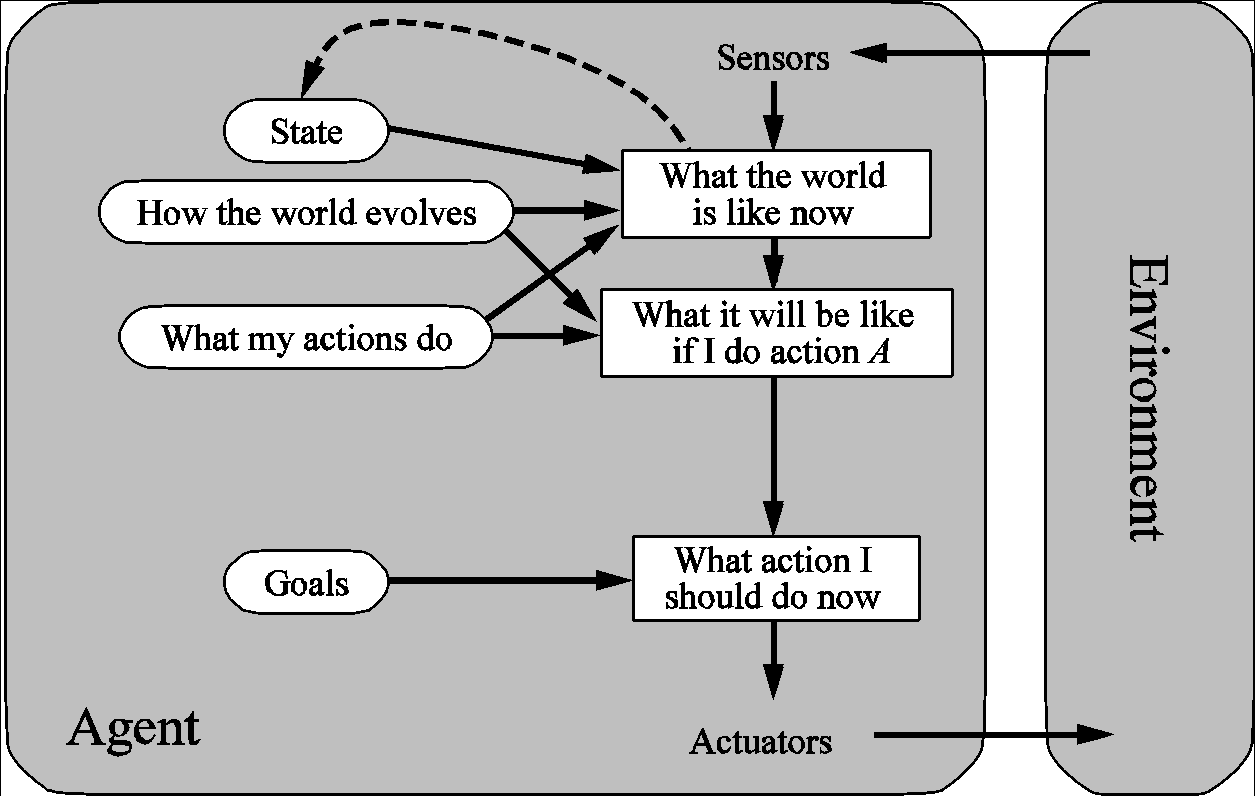 Sensors
State
What the world
is like now
How the world evolves
What it will be like
if I do action A
What my actions do
Environment
What action I
should do now
Goals
Agent
Actuators